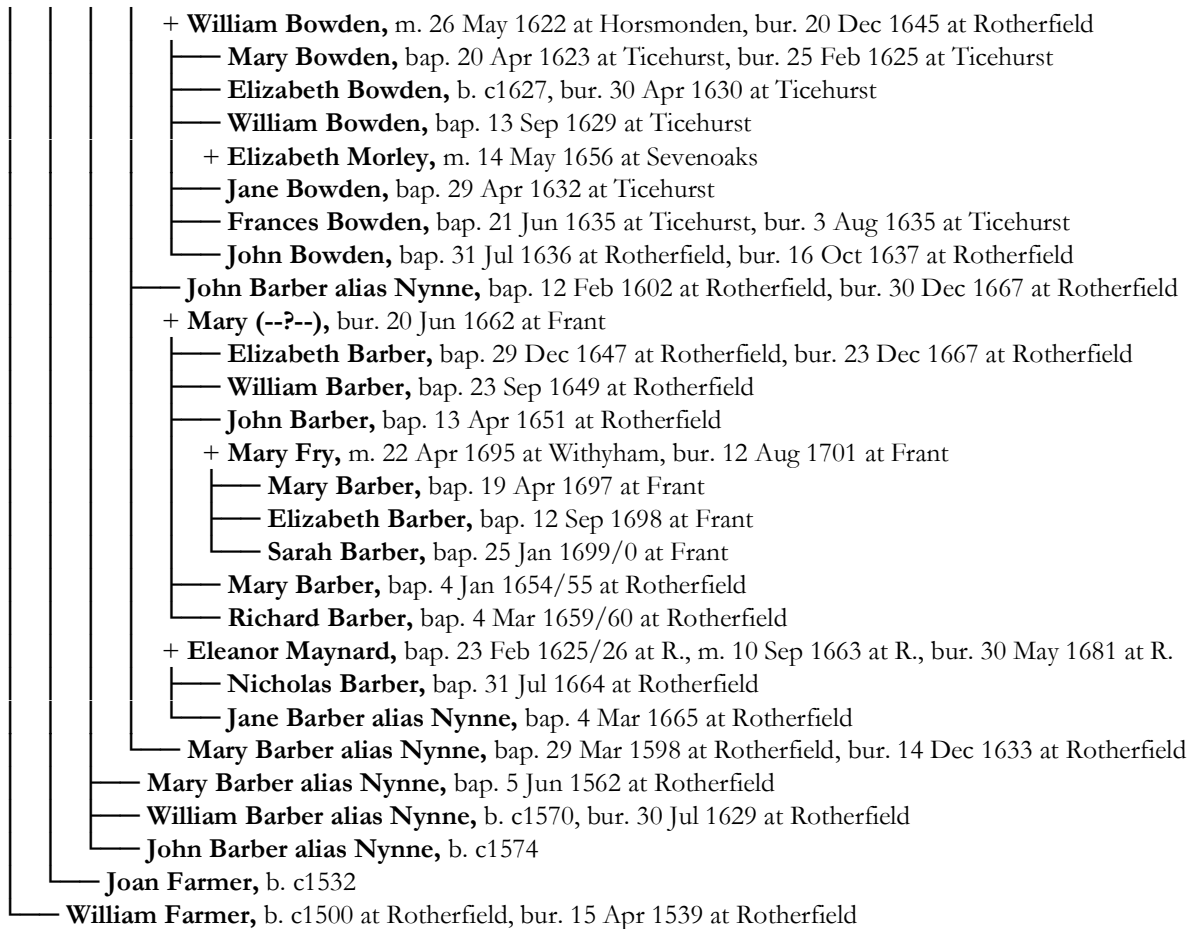 + William Bowden, m. 26 May 1622 at Horsmonden, bur. 20 Dec 1645 at Rotherfield
Mary Bowden, bap. 20 Apr 1623 at Ticehurst, bur. 25 Feb 1625 at Ticehurst
Elizabeth Bowden, b. c1627, bur. 30 Apr 1630 at Ticehurst
William Bowden, bap. 13 Sep 1629 at Ticehurst
+ Elizabeth Morley, m. 14 May 1656 at Sevenoaks
Jane Bowden, bap. 29 Apr 1632 at Ticehurst
Frances Bowden, bap. 21 Jun 1635 at Ticehurst, bur. 3 Aug 1635 at Ticehurst
John Bowden, bap. 31 Jul 1636 at Rotherfield, bur. 16 Oct 1637 at Rotherfield
John Barber alias Nynne, bap. 12 Feb 1602 at Rotherfield, bur. 30 Dec 1667 at Rotherfield
+ Mary (--?--), bur. 20 Jun 1662 at Frant
Elizabeth Barber, bap. 29 Dec 1647 at Rotherfield, bur. 23 Dec 1667 at Rotherfield
William Barber, bap. 23 Sep 1649 at Rotherfield
John Barber, bap. 13 Apr 1651 at Rotherfield
+ Mary Fry, m. 22 Apr 1695 at Withyham, bur. 12 Aug 1701 at Frant
Mary Barber, bap. 19 Apr 1697 at Frant
Elizabeth Barber, bap. 12 Sep 1698 at Frant
Sarah Barber, bap. 25 Jan 1699/0 at Frant
Mary Barber, bap. 4 Jan 1654/55 at Rotherfield
Richard Barber, bap. 4 Mar 1659/60 at Rotherfield
+ Eleanor Maynard, bap. 23 Feb 1625/26 at R., m. 10 Sep 1663 at R., bur. 30 May 1681 at R.
Nicholas Barber, bap. 31 Jul 1664 at Rotherfield
Jane Barber alias Nynne, bap. 4 Mar 1665 at Rotherfield
Mary Barber alias Nynne, bap. 29 Mar 1598 at Rotherfield, bur. 14 Dec 1633 at Rotherfield
Mary Barber alias Nynne, bap. 5 Jun 1562 at Rotherfield
William Barber alias Nynne, b. c1570, bur. 30 Jul 1629 at Rotherfield
John Barber alias Nynne, b. c1574
Joan Farmer, b. c1532
William Farmer, b. c1500 at Rotherfield, bur. 15 Apr 1539 at Rotherfield